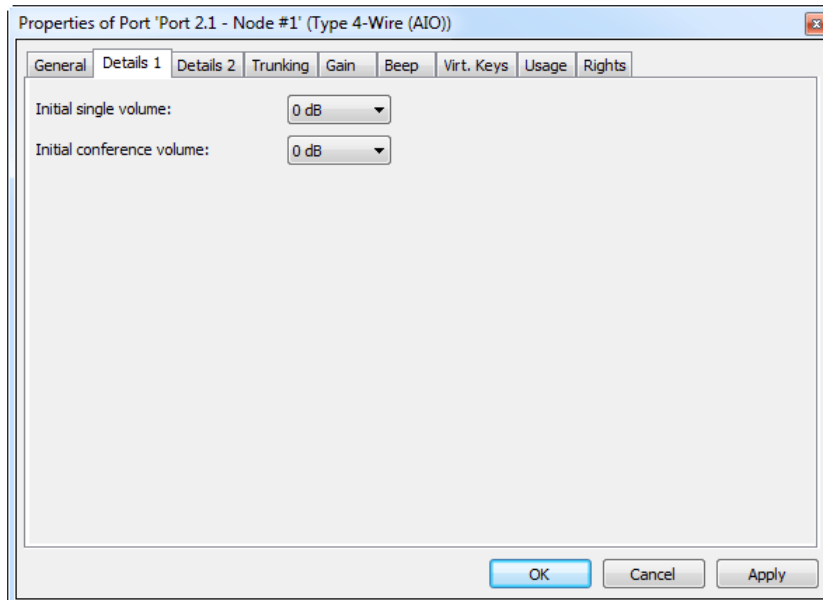 Properties of Port 'Port 2.1 - Node #1' (Type 4-Wire (AIO))
General Details 1 Details 2 Trunking Gain Beep Virt. Keys Usage Rights
Initial single volume: 0 dB
Initial conference volume: 0 dB
OK Cancel Apply